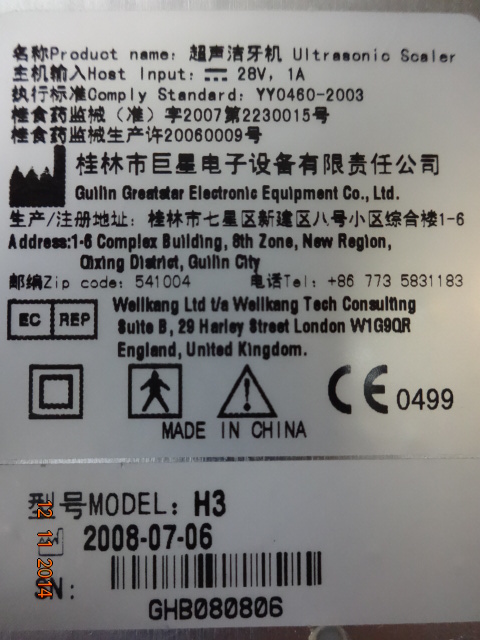 名称Product name: 超声洁牙机 Ultrasonic Scaler
主机输入Host Input: ⎓ 28V, 1A
执行标准Comply Standard: YY0460-2003
桂食药监械（准）字2007第2230015号
桂食药监械生产许20060009号
桂林市巨星电子设备有限责任公司
Guilin Greatstar Electronic Equipment Co., Ltd.
生产/注册地址: 桂林市七星区新建区八号小区综合楼1-6
Address:1-6 Complex Building, 8th Zone, New Region,
Qixing District, Guilin City
邮编Zip code: 541004 电话Tel: +86 773 5831183
EC REP
Wellkang Ltd t/a Wellkang Tech Consulting
Suite B, 29 Harley Street London W1G9QR
England, United Kingdom.
CE 0499
MADE IN CHINA
型号MODEL: H3
2008-07-06
SN:
GHB080806
12 11 2014